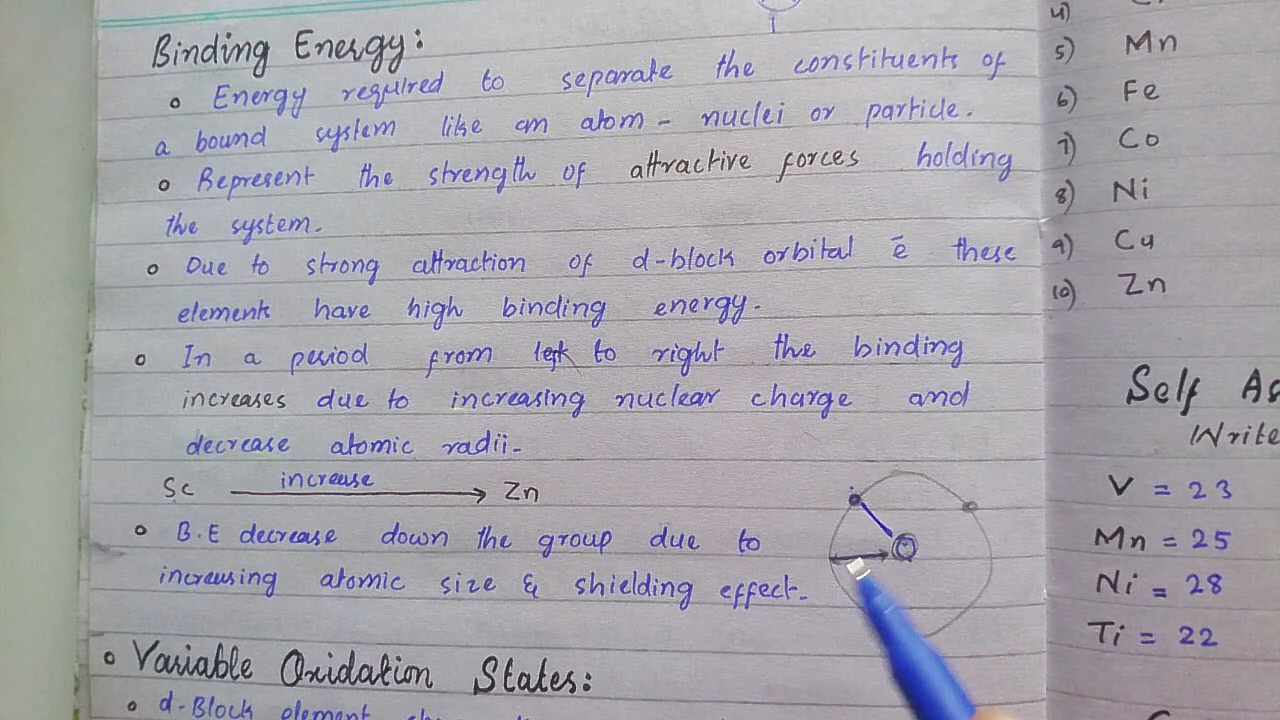 Binding Energy:
• Energy required to separate the constituents of
a bound system like an atom - nuclei or particle.
• Represent the strength of attractive forces holding
the system.
• Due to strong attraction of d-block orbital ē these
element have high binding energy.
• In a period from left to right the binding
increases due to increasing nuclear charge and
decrease atomic radii.
Sc increase → Zn
• B.E decrease down the group due to
increasing atomic size & shielding effect.
• Variable Oxidation States:
• d-Block element
4)
5) Mn
6) Fe
7) Co
8) Ni
9) Cu
10) Zn
Self As
Write
V = 23
Mn = 25
Ni = 28
Ti = 22